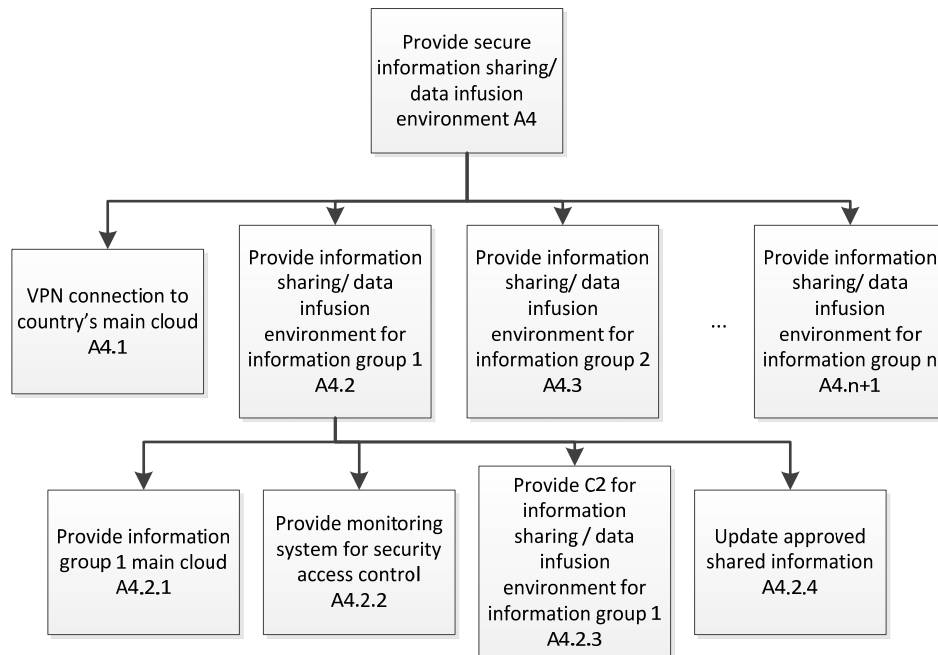 Provide secure
information sharing/
data infusion
environment A4
VPN connection to
country's main cloud
A4.1
Provide information
sharing/ data
infusion
environment for
information group 1
A4.2
Provide information
sharing/ data
infusion
environment for
information group 2
A4.3
...
Provide information
sharing/ data
infusion
environment for
information group n
A4.n+1
Provide information
group 1 main cloud
A4.2.1
Provide monitoring
system for security
access control
A4.2.2
Provide C2 for
information
sharing / data
infusion
environment for
information group 1
A4.2.3
Update approved
shared information
A4.2.4